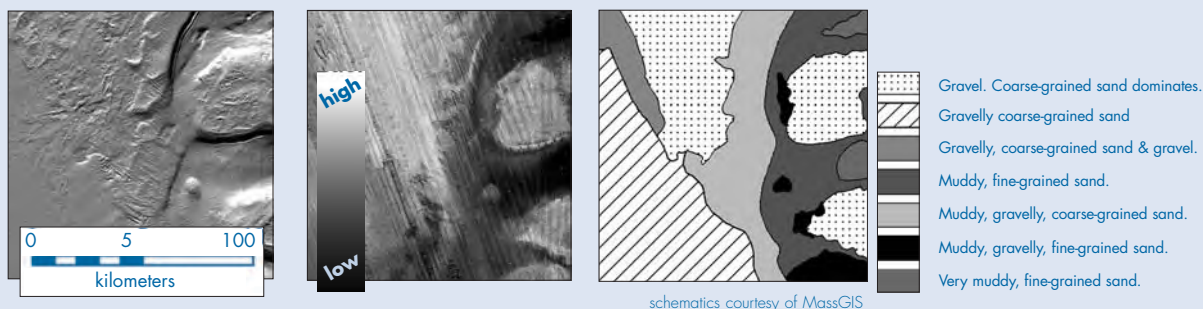 0 5 100
kilometers
high
low
Gravel. Coarse-grained sand dominates.
Gravelly coarse-grained sand
Gravelly, coarse-grained sand & gravel.
Muddy, fine-grained sand.
Muddy, gravelly, coarse-grained sand.
Muddy, gravelly, fine-grained sand.
Very muddy, fine-grained sand.
schematics courtesy of MassGIS